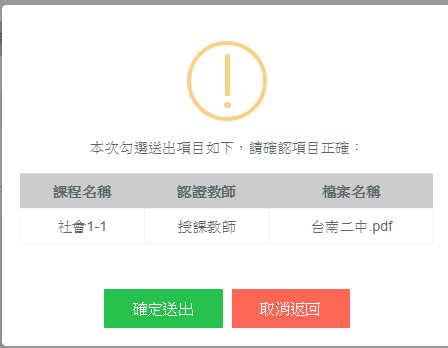 本次勾選送出項目如下，請確認項目正確：
課程名稱 認證教師 檔案名稱
社會1-1 授課教師 台南二中.pdf
確定送出 取消返回